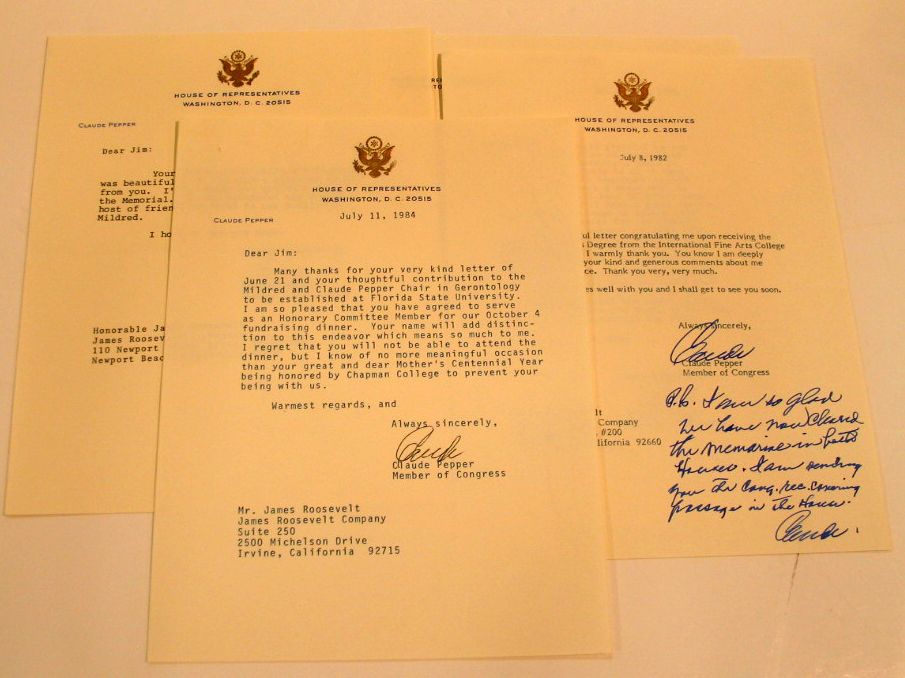 HOUSE OF REPRESENTATIVES
WASHINGTON, D. C. 20515
CLAUDE PEPPER
Dear Jim:
Your
was beautiful
from you. I'
the Memorial.
host of frien
Mildred.
I ho
Honorable Ja
James Roosev
110 Newport
Newport Beac
HOUSE OF REPRESENTATIVES
WASHINGTON, D. C. 20515
CLAUDE PEPPER
July 11, 1984
Dear Jim:
Many thanks for your very kind letter of
June 21 and your thoughtful contribution to the
Mildred and Claude Pepper Chair in Gerontology
to be established at Florida State University.
I am so pleased that you have agreed to serve
as an Honorary Committee Member for our October 4
fundraising dinner. Your name will add distinc-
tion to this endeavor which means so much to me.
I regret that you will not be able to attend the
dinner, but I know of no more meaningful occasion
than your great and dear Mother's Centennial Year
being honored by Chapman College to prevent your
being with us.
Warmest regards, and
Always sincerely,
Claude
Claude Pepper
Member of Congress
Mr. James Roosevelt
James Roosevelt Company
Suite 250
2500 Michelson Drive
Irvine, California 92715
RE
TO
HOUSE OF REPRESENTATIVES
WASHINGTON, D. C. 20515
July 8, 1982
ul letter congratulating me upon receiving the
s Degree from the International Fine Arts College
I warmly thank you. You know I am deeply
your kind and generous comments about me
ce. Thank you very, very much.
es well with you and I shall get to see you soon.
Always sincerely,
Claude
Claude Pepper
Member of Congress
lt
Company
#200
lifornia 92660
P.S. I am so glad
we have now cleared
the memorial in both
Houses. I am sending
you the Cong. Rec. covering
passage in the House.
Claude.